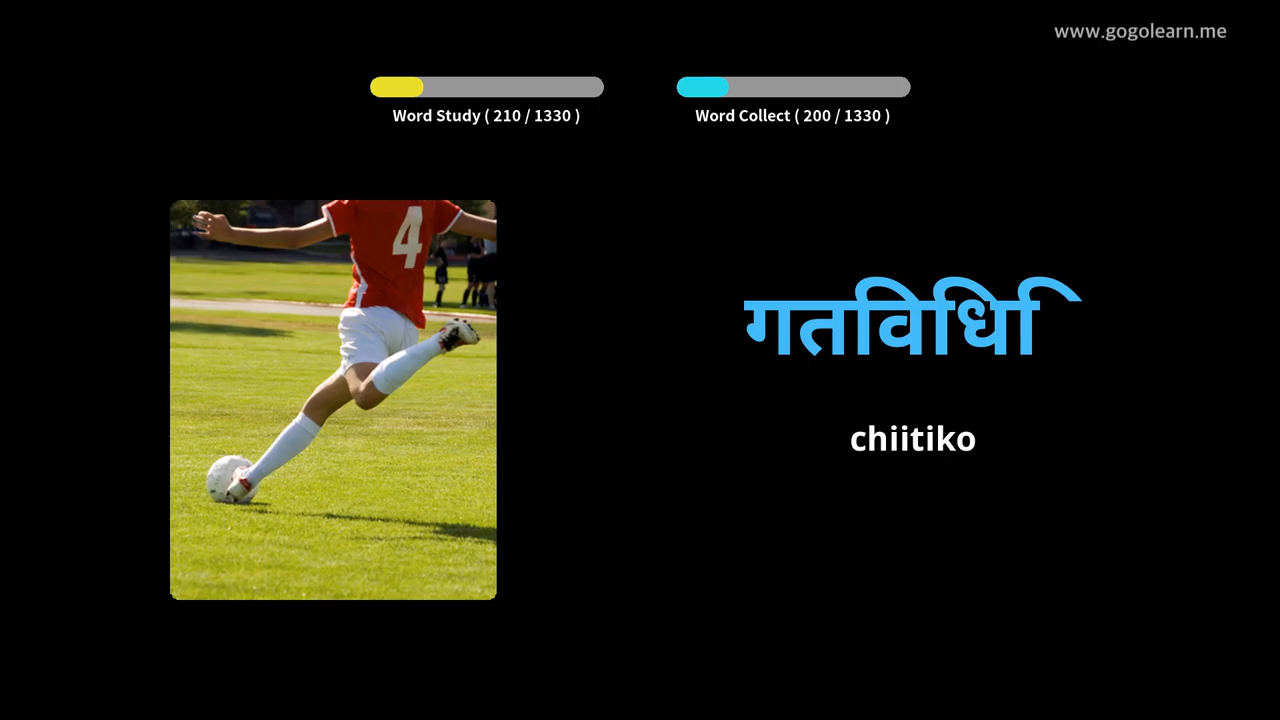 www.gogolearn.me
Word Study ( 210 / 1330 )
Word Collect ( 200 / 1330 )
4
गतिविधि
chiitiko